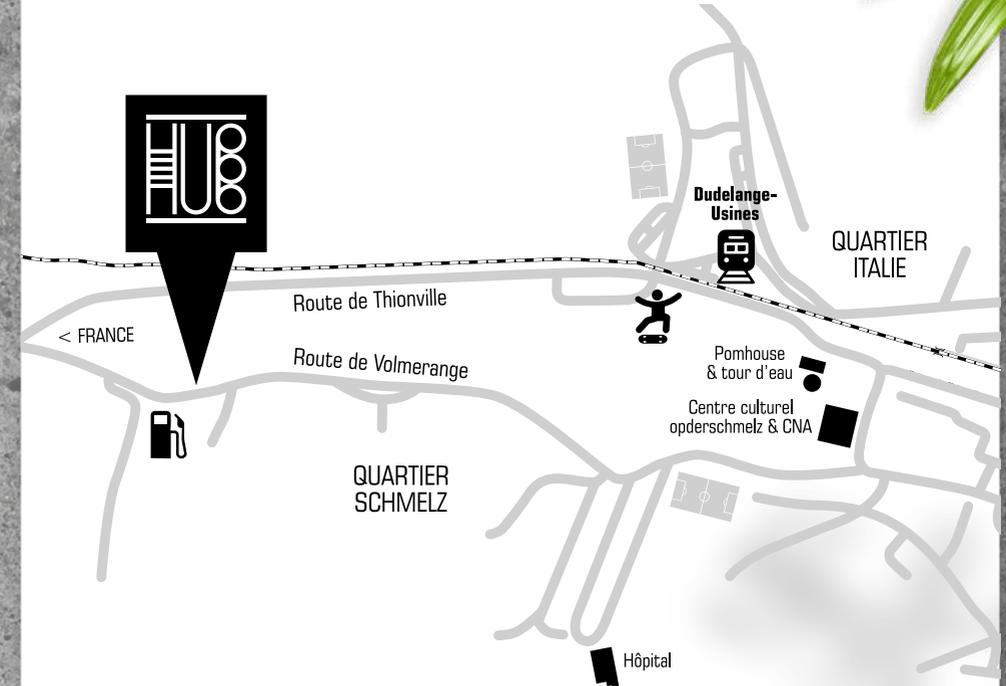 HUB
Dudelange-
Usines
QUARTIER
ITALIE
Route de Thionville
< FRANCE
Route de Volmerange
Pomhouse
& tour d'eau
Centre culturel
opderschmelz & CNA
QUARTIER
SCHMELZ
Hôpital